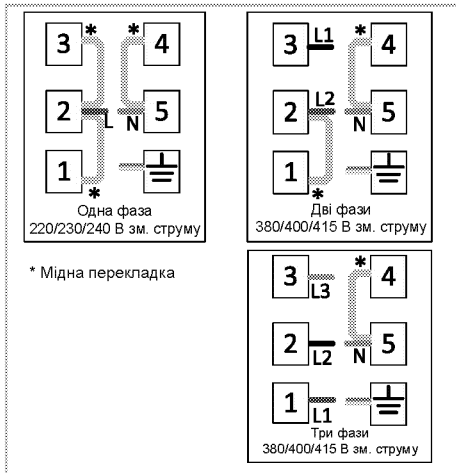 3 * * 4
2 L N 5
1 *
Одна фаза
220/230/240 В зм. струму
3 L1 * 4
2 L2 N 5
1 *
Дві фази
380/400/415 В зм. струму
* Мідна перекладка
3 L3 * 4
2 L2 N 5
1 L1
Три фази
380/400/415 В зм. струму